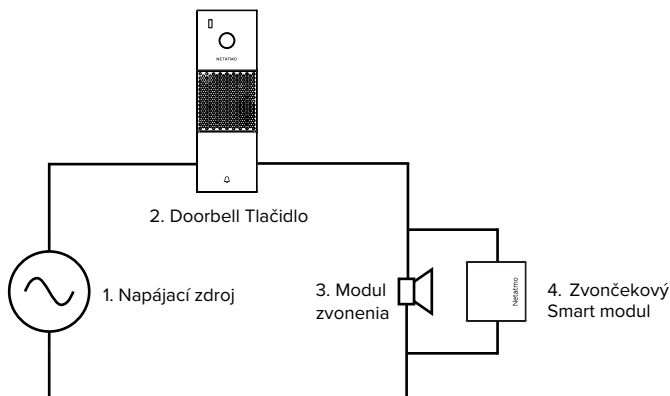 NETATMO
2. Doorbell Tlačidlo
1. Napájací zdroj
3. Modul
zvonenia
Netatmo
4. Zvončekový
Smart modul